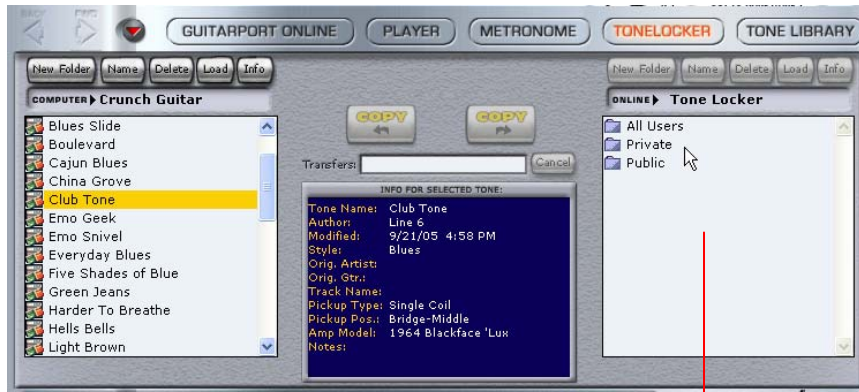 BACK FWD
GUITARPORT ONLINE PLAYER METRONOME TONELOCKER TONE LIBRARY
New Folder Name Delete Load Info
COMPUTER Crunch Guitar
Blues Slide
Boulevard
Cajun Blues
China Grove
Club Tone
Emo Geek
Emo Snivel
Everyday Blues
Five Shades of Blue
Green Jeans
Harder To Breathe
Hells Bells
Light Brown
COPY COPY
Transfers: Cancel
INFO FOR SELECTED TONE:
Tone Name: Club Tone
Author: Line 6
Modified: 9/21/05 4:58 PM
Style: Blues
Orig. Artist:
Orig. Gtr.:
Track Name:
Pickup Type: Single Coil
Pickup Pos.: Bridge-Middle
Amp Model: 1964 Blackface 'Lux
Notes:
New Folder Name Delete Load Info
ONLINE Tone Locker
All Users
Private
Public